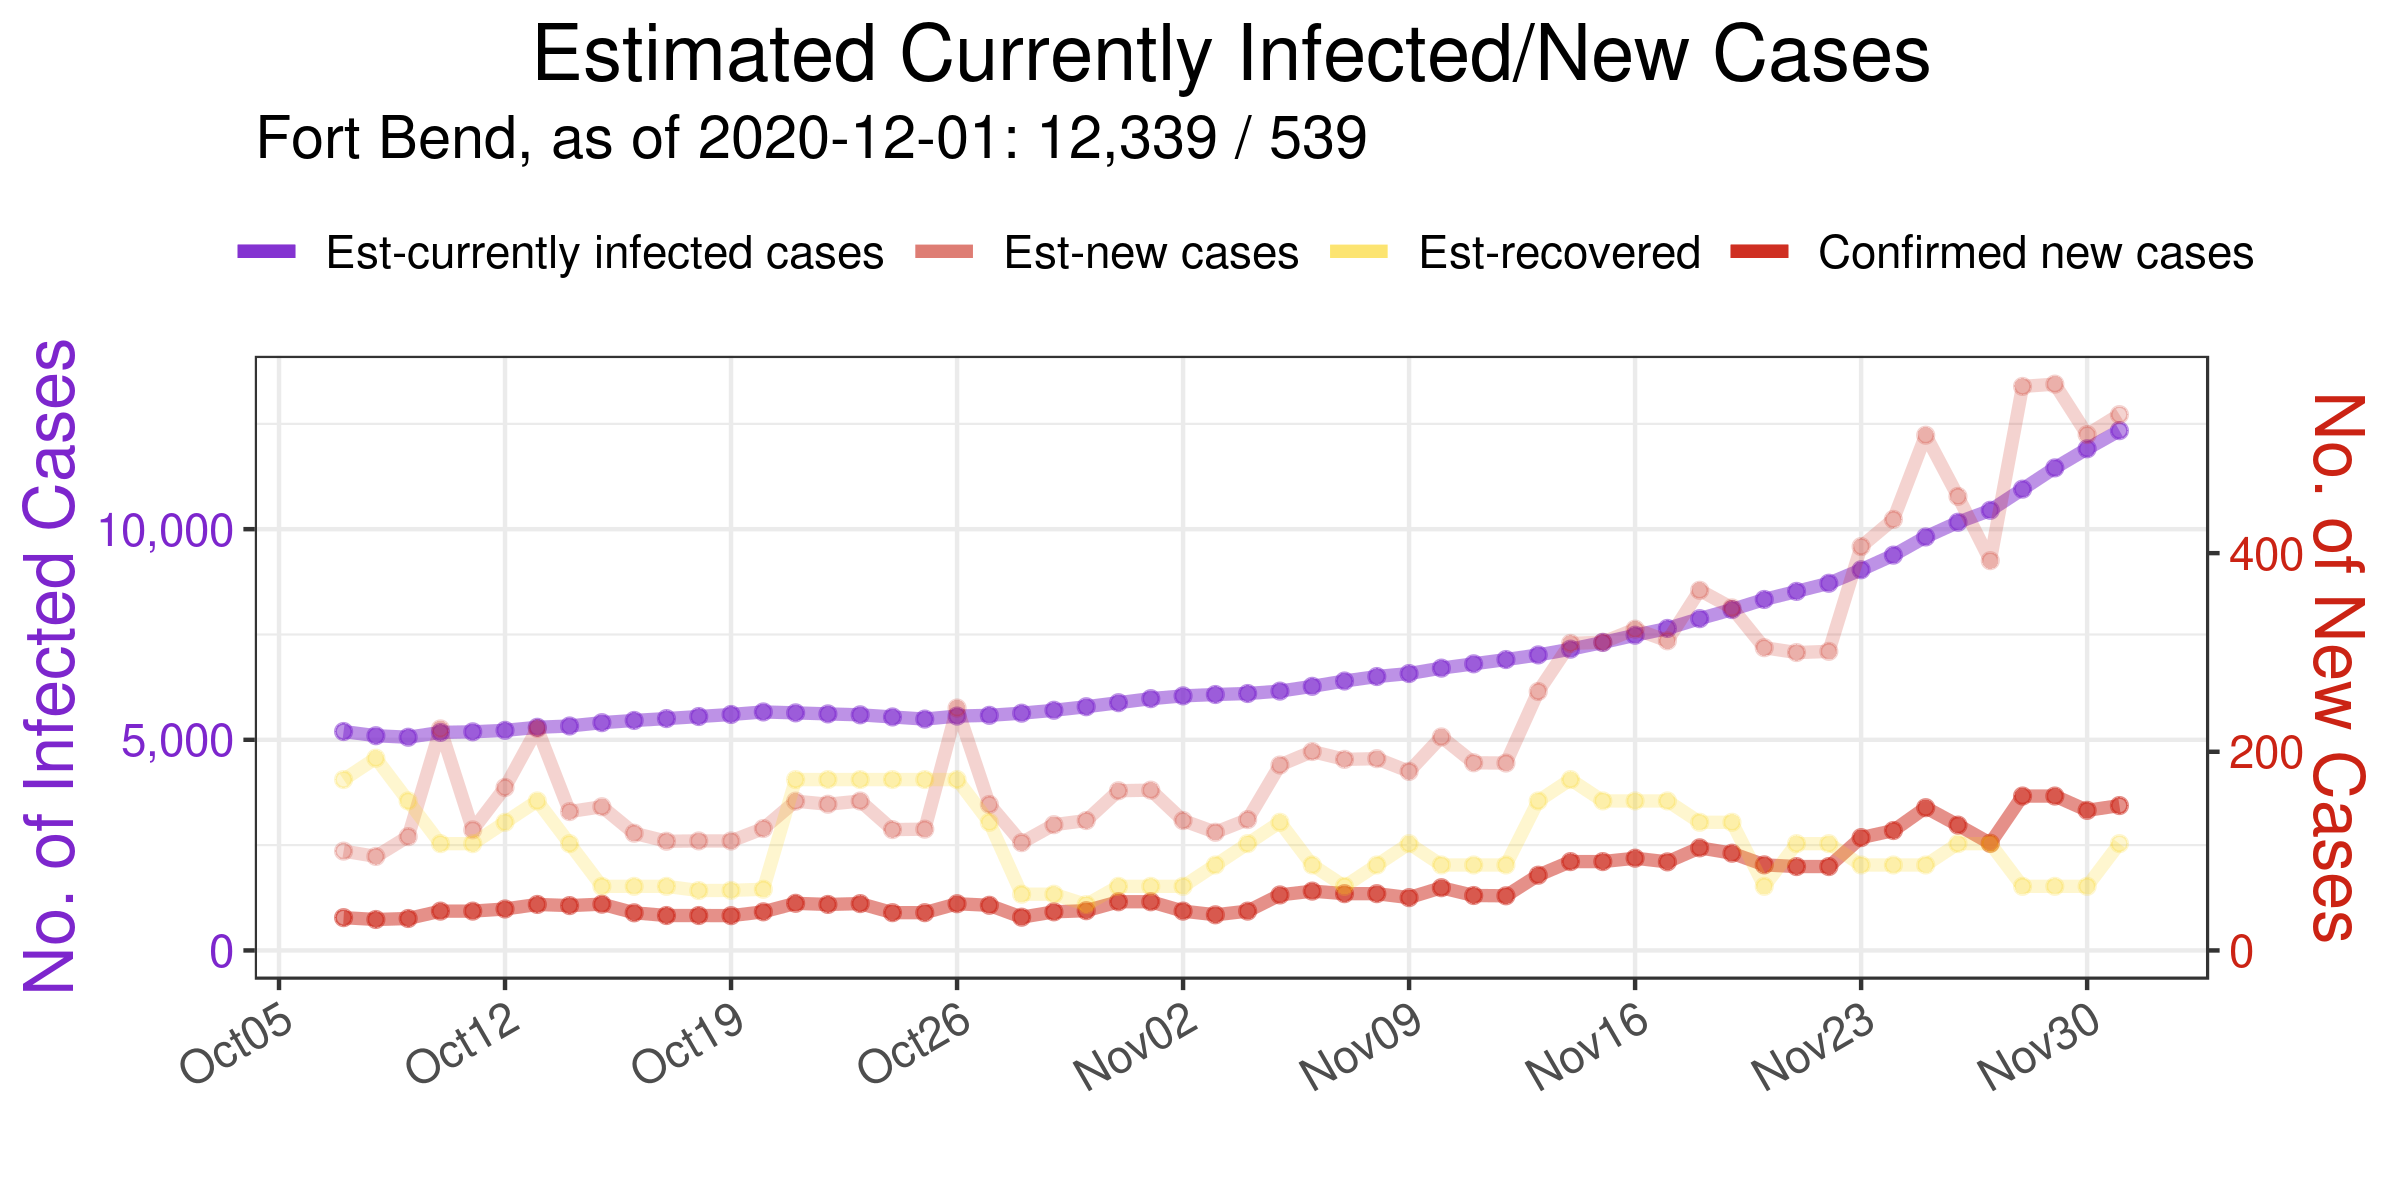 Estimated Currently Infected/New Cases
Fort Bend, as of 2020-12-01: 12,339 / 539
Est-currently infected cases Est-new cases Est-recovered Confirmed new cases
No. of Infected Cases
10,000
5,000
0
400
200
0
No. of New Cases
Oct05 Oct12 Oct19 Oct26 Nov02 Nov09 Nov16 Nov23 Nov30